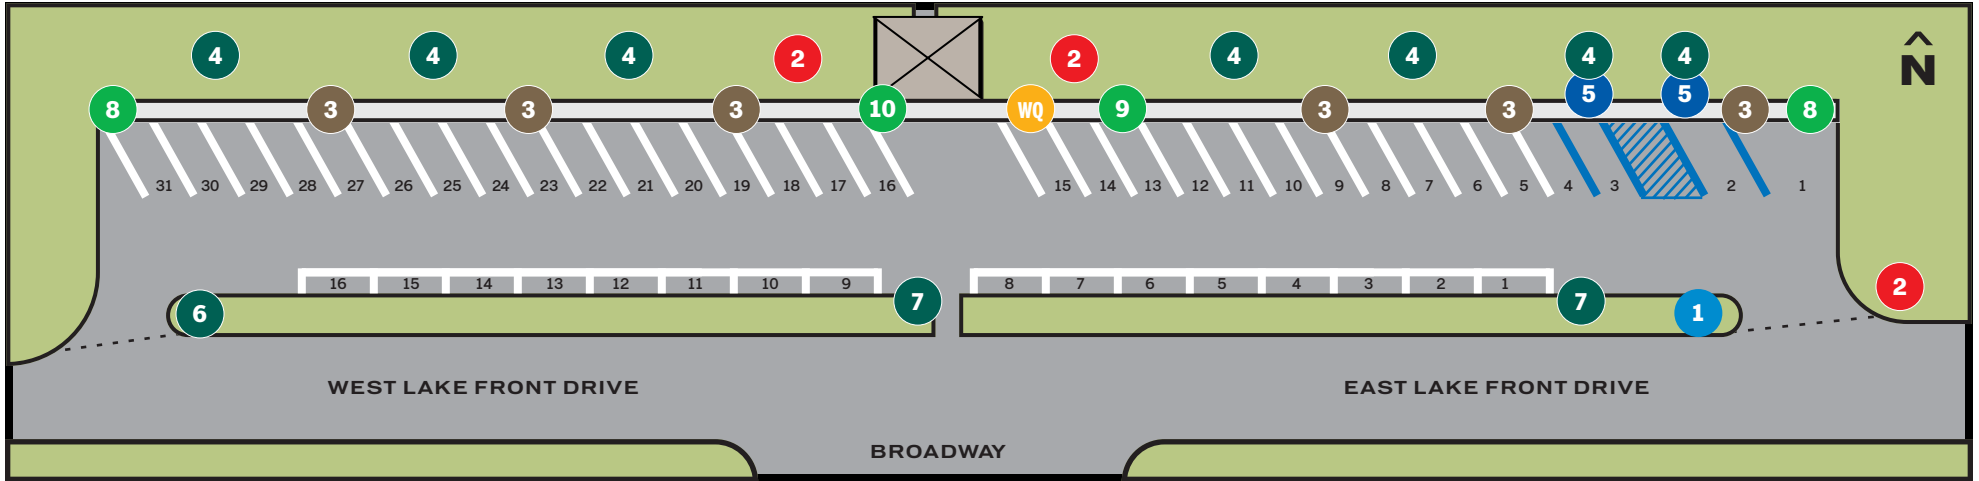 4 4 4 2 2 4 4 4 4 N
8 3 3 3 10 WQ 9 3 3 5 5 3 8
31 30 29 28 27 26 25 24 23 22 21 20 19 18 17 16 15 14 13 12 11 10 9 8 7 6 5 4 3 2 1
16 15 14 13 12 11 10 9 8 7 6 5 4 3 2 1 2
6 7 7 1
WEST LAKE FRONT DRIVE EAST LAKE FRONT DRIVE
BROADWAY